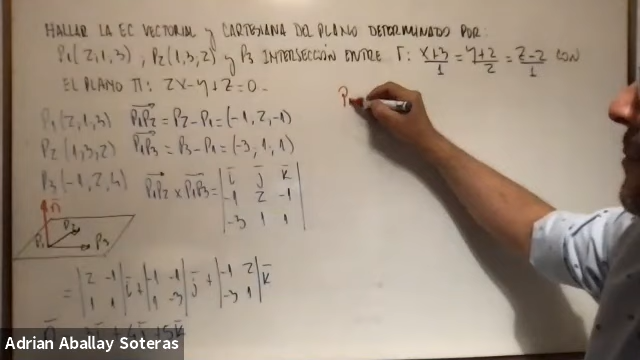 HALLAR LA EC VECTORIAL y CARTESIANA DEL PLANO DETERMINADO POR:
P₁(2,1,3), P₂(1,3,2) y P₃ INTERSECCIÓN ENTRE Γ: (x+3)/1 = (y+2)/2 = (z-2)/1 CON
EL PLANO Π: 2x-y+z=0.
P₁(2,1,3) P₁P₂ = P₂-P₁ = (-1,2,-1)
P₂(1,3,2) P₁P₃ = P₃-P₁ = (-3,1,1)
P₃(-1,2,4) P₁P₂ x P₁P₃ = | i j k |
| -1 2 -1 |
| -3 1 1 |
n
P₁ P₂ P₃
= | 2 -1 | i + | -1 -1 | j + | -1 2 | k
| 1 1 | | 1 -3 | | -3 1 |
P
Adrian Aballay Soteras